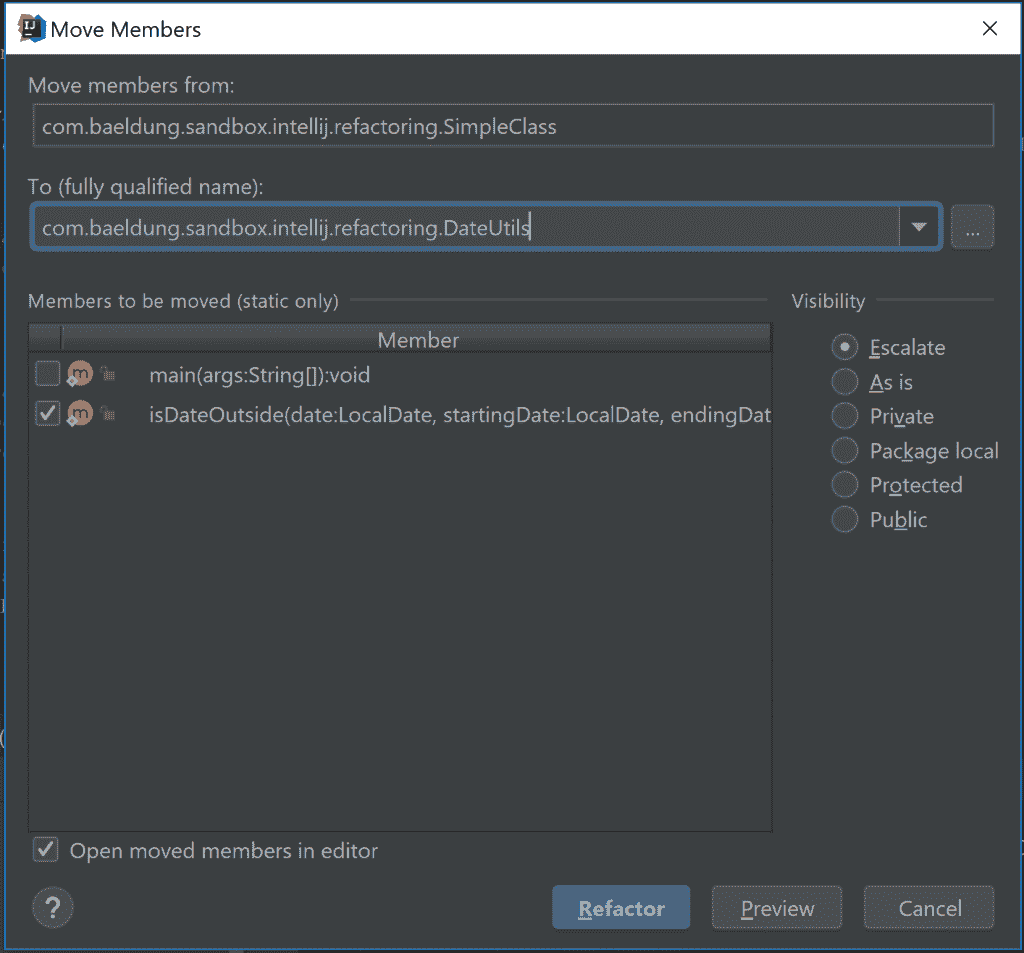 Move Members
Move members from:
com.baeldung.sandbox.intellij.refactoring.SimpleClass
To (fully qualified name):
com.baeldung.sandbox.intellij.refactoring.DateUtils
...
Members to be moved (static only)
Visibility
Member
main(args:String[]):void
isDateOutside(date:LocalDate, startingDate:LocalDate, endingDat
Escalate
As is
Private
Package local
Protected
Public
Open moved members in editor
?
Refactor
Preview
Cancel